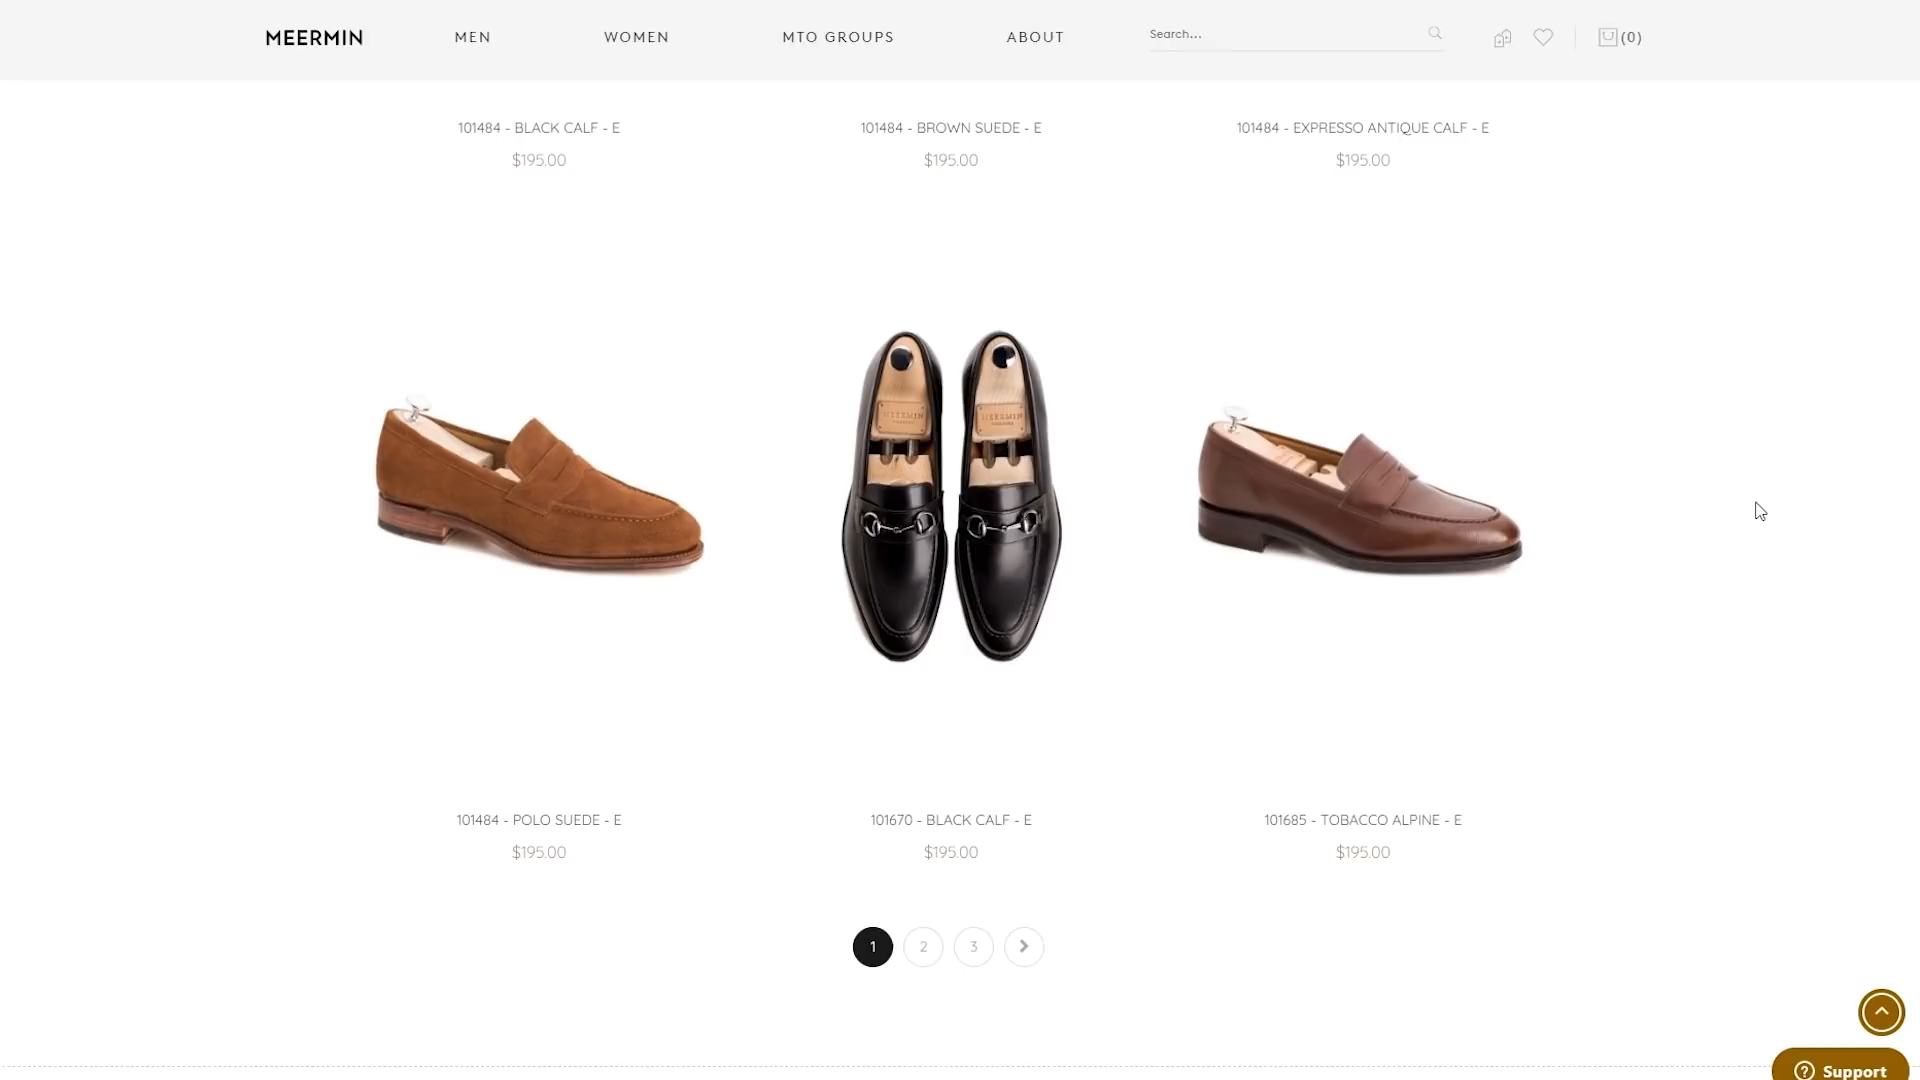 MEERMIN
MEN
WOMEN
MTO GROUPS
ABOUT
Search...
(0)
101484 - BLACK CALF - E
101484 - BROWN SUEDE - E
101484 - EXPRESSO ANTIQUE CALF - E
$195.00
$195.00
$195.00
MEERMIN
MEERMIN
101484 - POLO SUEDE - E
101670 - BLACK CALF - E
101685 - TOBACCO ALPINE - E
$195.00
$195.00
$195.00
1
2
3
Support